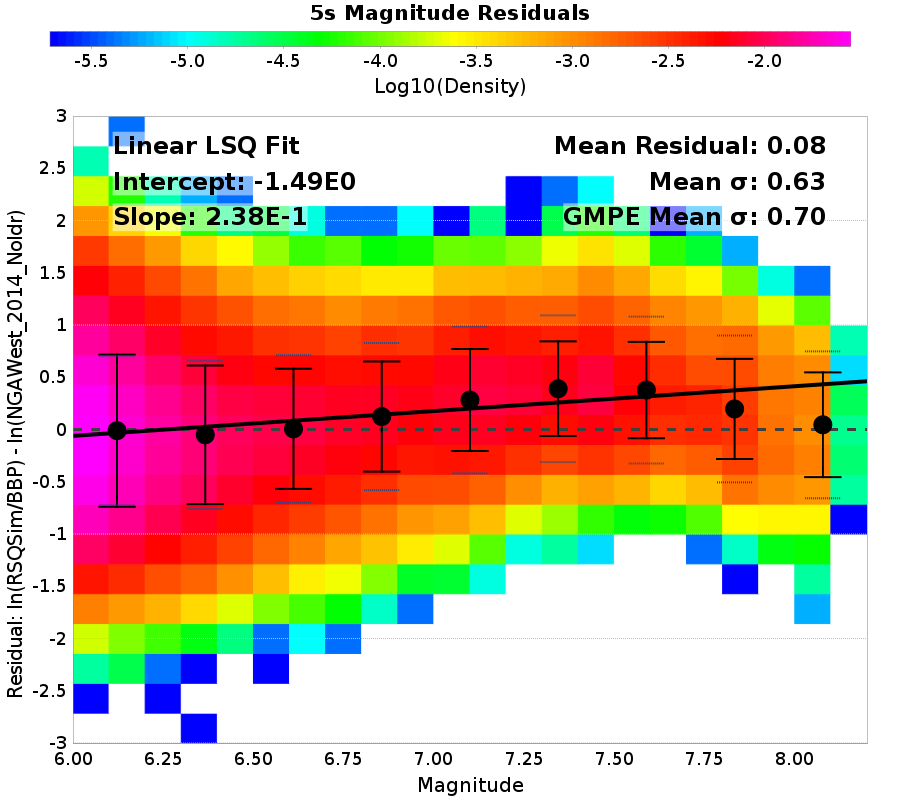 5s Magnitude Residuals
-5.5 -5.0 -4.5 -4.0 -3.5 -3.0 -2.5 -2.0
Log10(Density)
Linear LSQ Fit
Intercept: -1.49E0
Slope: 2.38E-1
Mean Residual: 0.08
Mean σ: 0.63
GMPE Mean σ: 0.70
Residual: ln(RSQSim/BBP) - ln(NGAWest_2014_NoIdr)
3
2.5
2
1.5
1
0.5
0
-0.5
-1
-1.5
-2
-2.5
-3
6.00 6.25 6.50 6.75 7.00 7.25 7.50 7.75 8.00
Magnitude